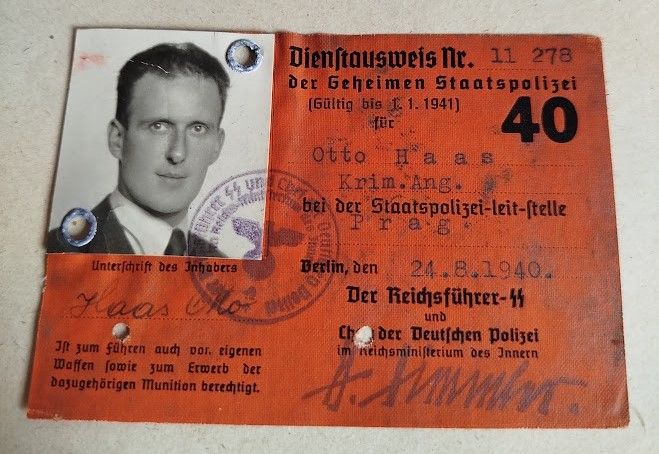 Dienstausweis Nr. 11 278
der Geheimen Staatspolizei
(Gültig bis 1.1.1941)
für
40
Otto Haas
Krim.Ang.
bei der Staatspolizei-leit-stelle
Prag.
Berlin, den 24.8.1940.
Der Reichsführer-SS
und
Chef der Deutschen Polizei
im Reichsministerium des Innern
Unterschrift des Inhabers
Haas Otto
Ist zum Führen auch vor. eigenen
Waffen sowie zum Erwerb der
dazugehörigen Munition berechtigt.